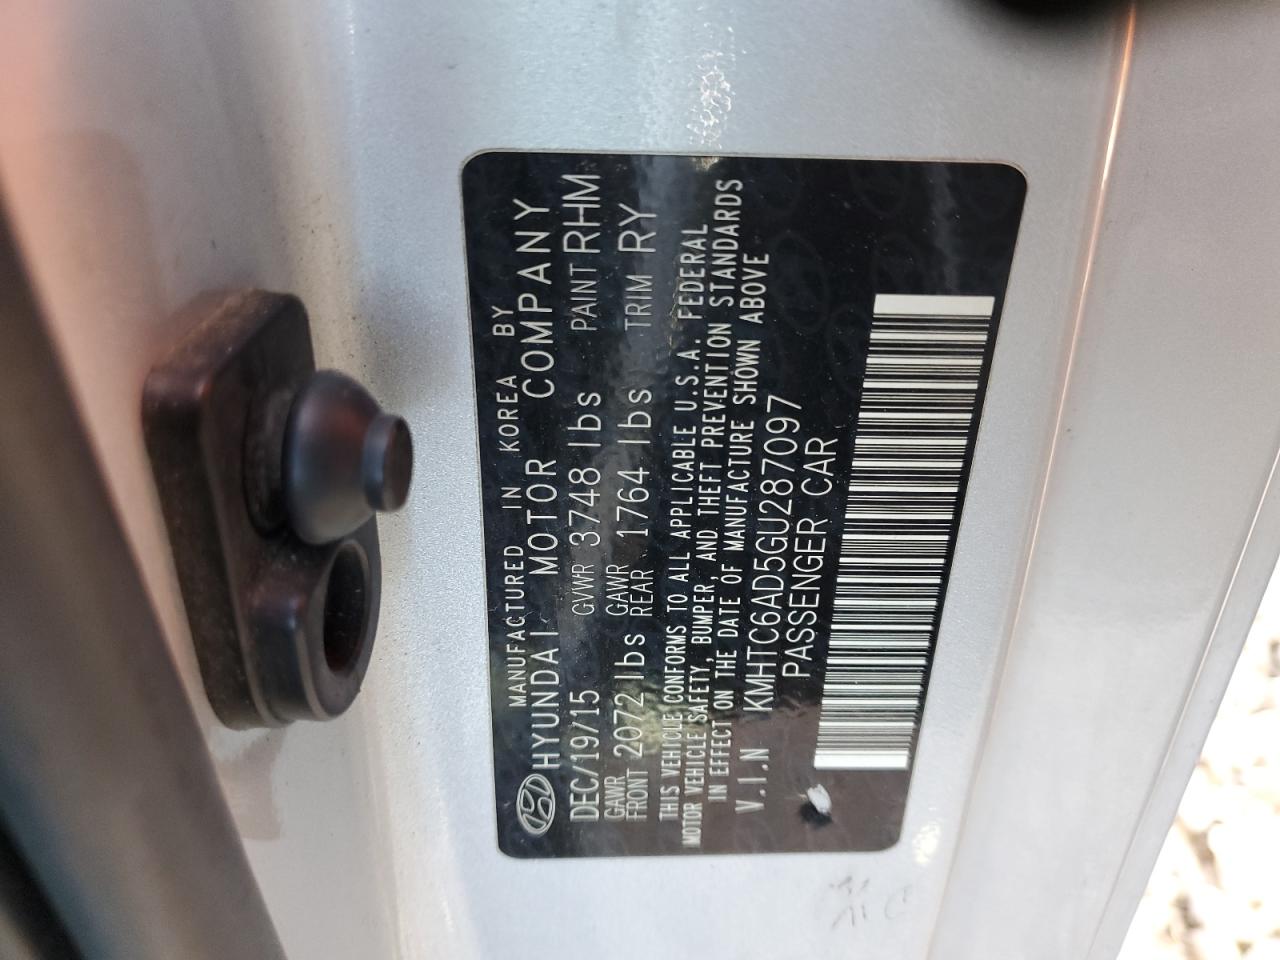 MANUFACTURED IN KOREA BY
HYUNDAI MOTOR COMPANY
DEC/19/15 GVWR 3748 lbs PAINT RHM
GAWR FRONT 2072 lbs GAWR REAR 1764 lbs TRIM RY
THIS VEHICLE CONFORMS TO ALL APPLICABLE U.S.A. FEDERAL
MOTOR VEHICLE SAFETY, BUMPER, AND THEFT PREVENTION STANDARDS
IN EFFECT ON THE DATE OF MANUFACTURE SHOWN ABOVE
V.I.N KMHTC6AD5GU287097
PASSENGER CAR